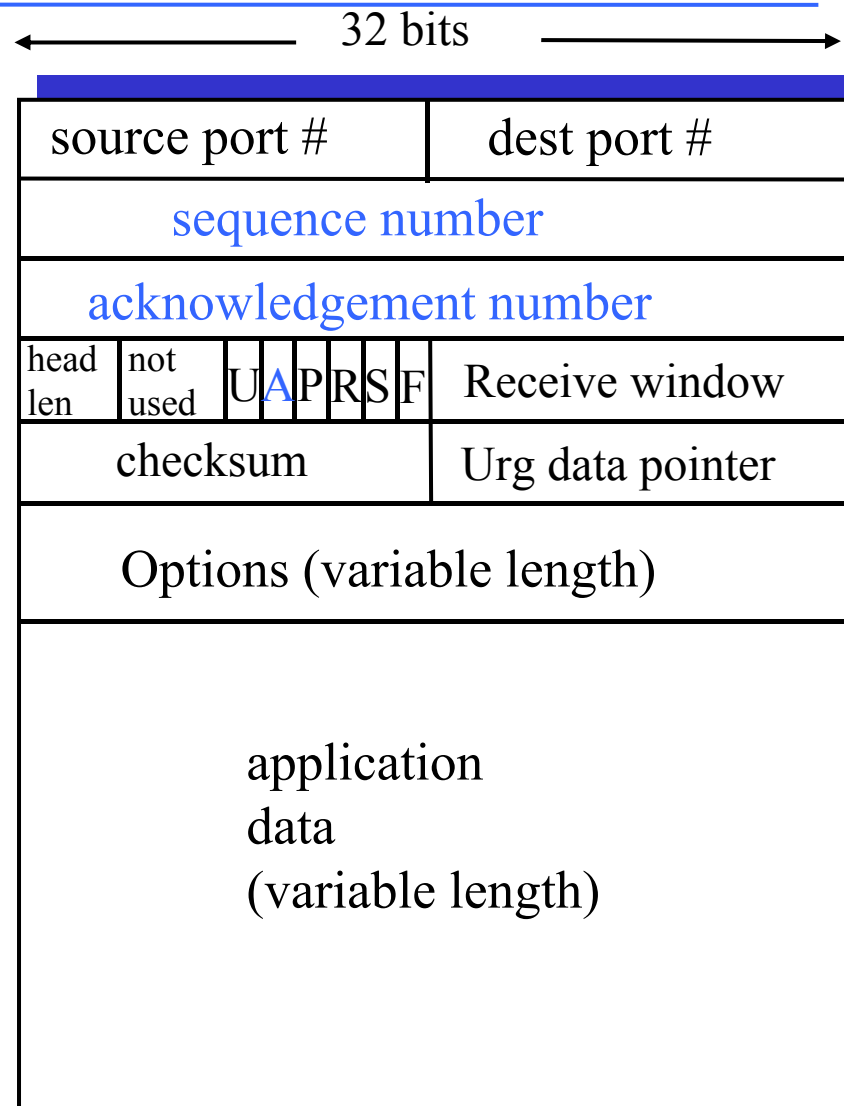 32 bits
source port # dest port #
sequence number
acknowledgement number
head not U A P R S F Receive window
len used
checksum Urg data pointer
Options (variable length)
application
data
(variable length)